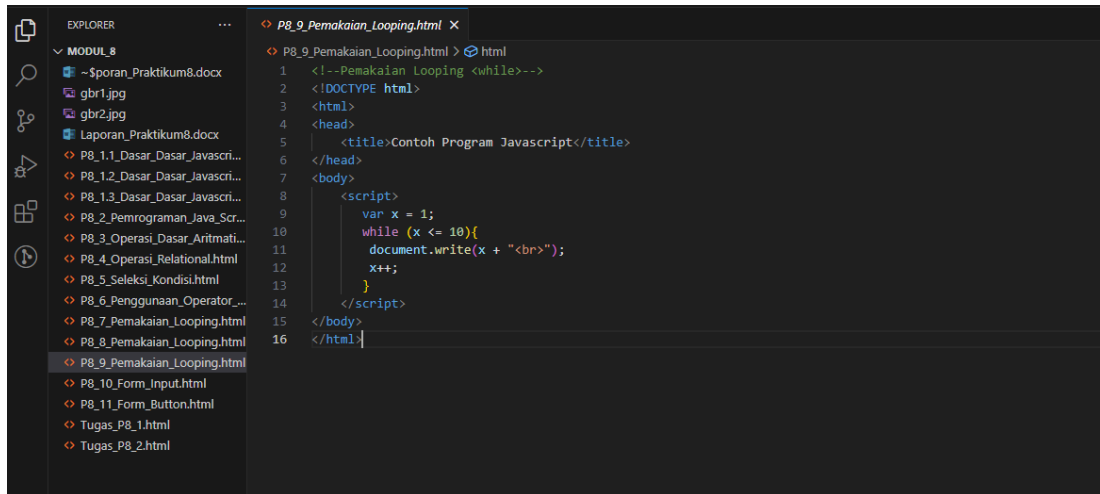 EXPLORER
...
MODUL_8
~$poran_Praktikum8.docx
gbr1.jpg
gbr2.jpg
Laporan_Praktikum8.docx
P8_1.1_Dasar_Dasar_Javascri...
P8_1.2_Dasar_Dasar_Javascri...
P8_1.3_Dasar_Dasar_Javascri...
P8_2_Pemrograman_Java_Scr...
P8_3_Operasi_Dasar_Aritmati...
P8_4_Operasi_Relational.html
P8_5_Seleksi_Kondisi.html
P8_6_Penggunaan_Operator_...
P8_7_Pemakaian_Looping.html
P8_8_Pemakaian_Looping.html
P8_9_Pemakaian_Looping.html
P8_10_Form_Input.html
P8_11_Form_Button.html
Tugas_P8_1.html
Tugas_P8_2.html
P8_9_Pemakaian_Looping.html
P8_9_Pemakaian_Looping.html > html
1 <!--Pemakaian Looping <while>-->
2 <!DOCTYPE html>
3 <html>
4 <head>
5 <title>Contoh Program Javascript</title>
6 </head>
7 <body>
8 <script>
9 var x = 1;
10 while (x <= 10){
11 document.write(x + "<br>");
12 x++;
13 }
14 </script>
15 </body>
16 </html>